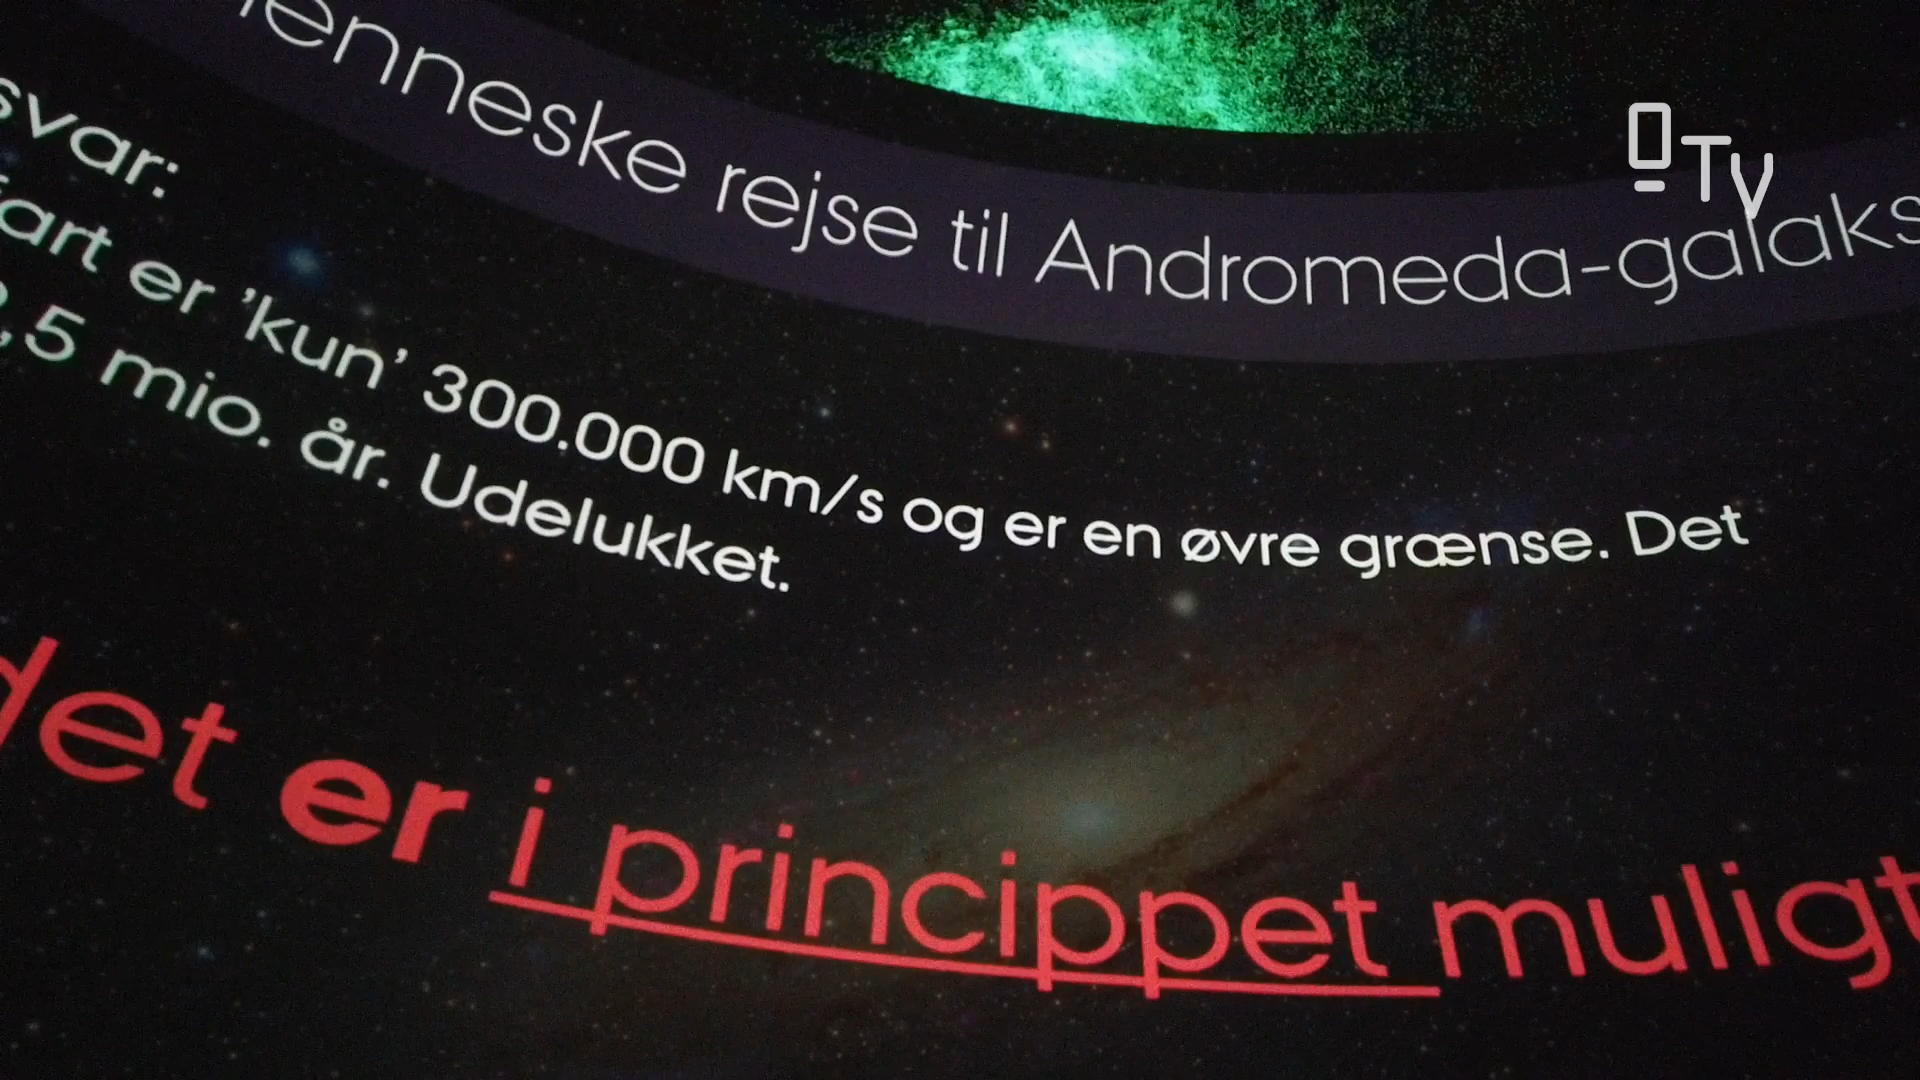 enneske rejse til Andromeda-galaks
OTV
svar:
art er 'kun' 300.000 km/s og er en øvre grænse. Det
,5 mio. år. Udelukket.
det er i princippet muligt